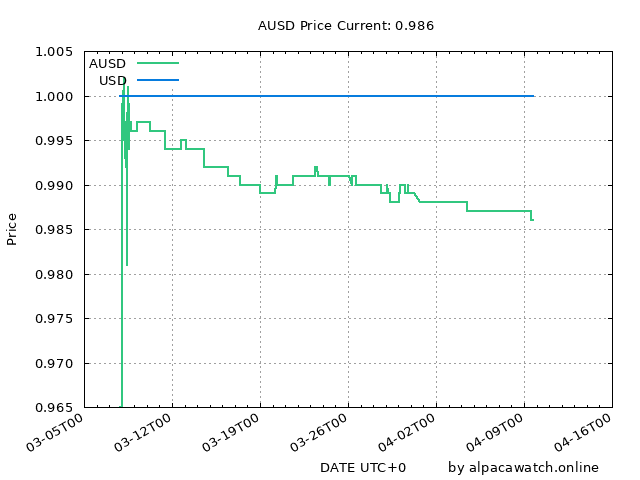 AUSD Price Current: 0.986
1.005
AUSD
USD
1.000
0.995
0.990
0.985
0.980
0.975
0.970
0.965
Price
03-05T00
03-12T00
03-19T00
03-26T00
04-02T00
04-09T00
04-16T00
DATE UTC+0
by alpacawatch.online